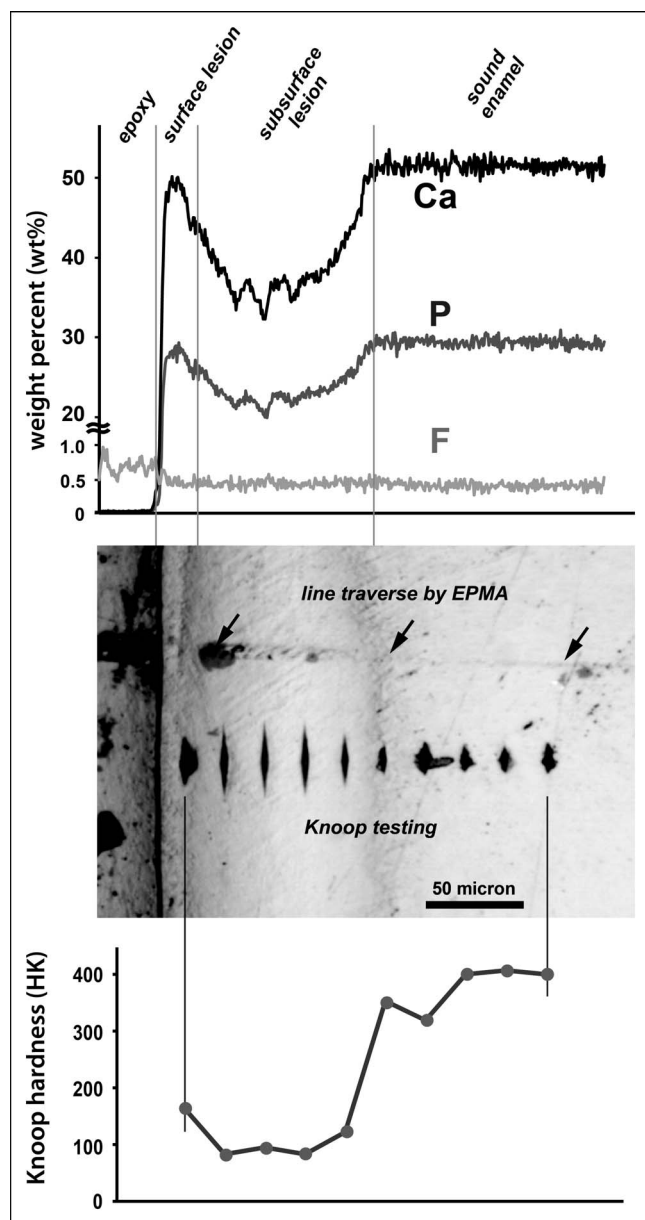 epoxy
surface lesion
subsurface
lesion
sound
enamel
weight percent (wt%)
50
40
30
20
1.0
0.5
0
Ca
P
F
line traverse by EPMA
Knoop testing
50 micron
Knoop hardness (HK)
400
300
200
100
0